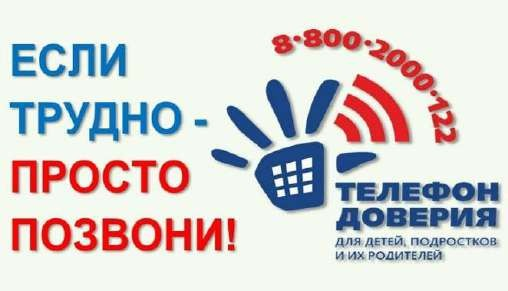 ЕСЛИ
ТРУДНО -
ПРОСТО
ПОЗВОНИ!
8-800-2000-122
ТЕЛЕФОН
ДОВЕРИЯ
ДЛЯ ДЕТЕЙ, ПОДРОСТКОВ
И ИХ РОДИТЕЛЕЙ